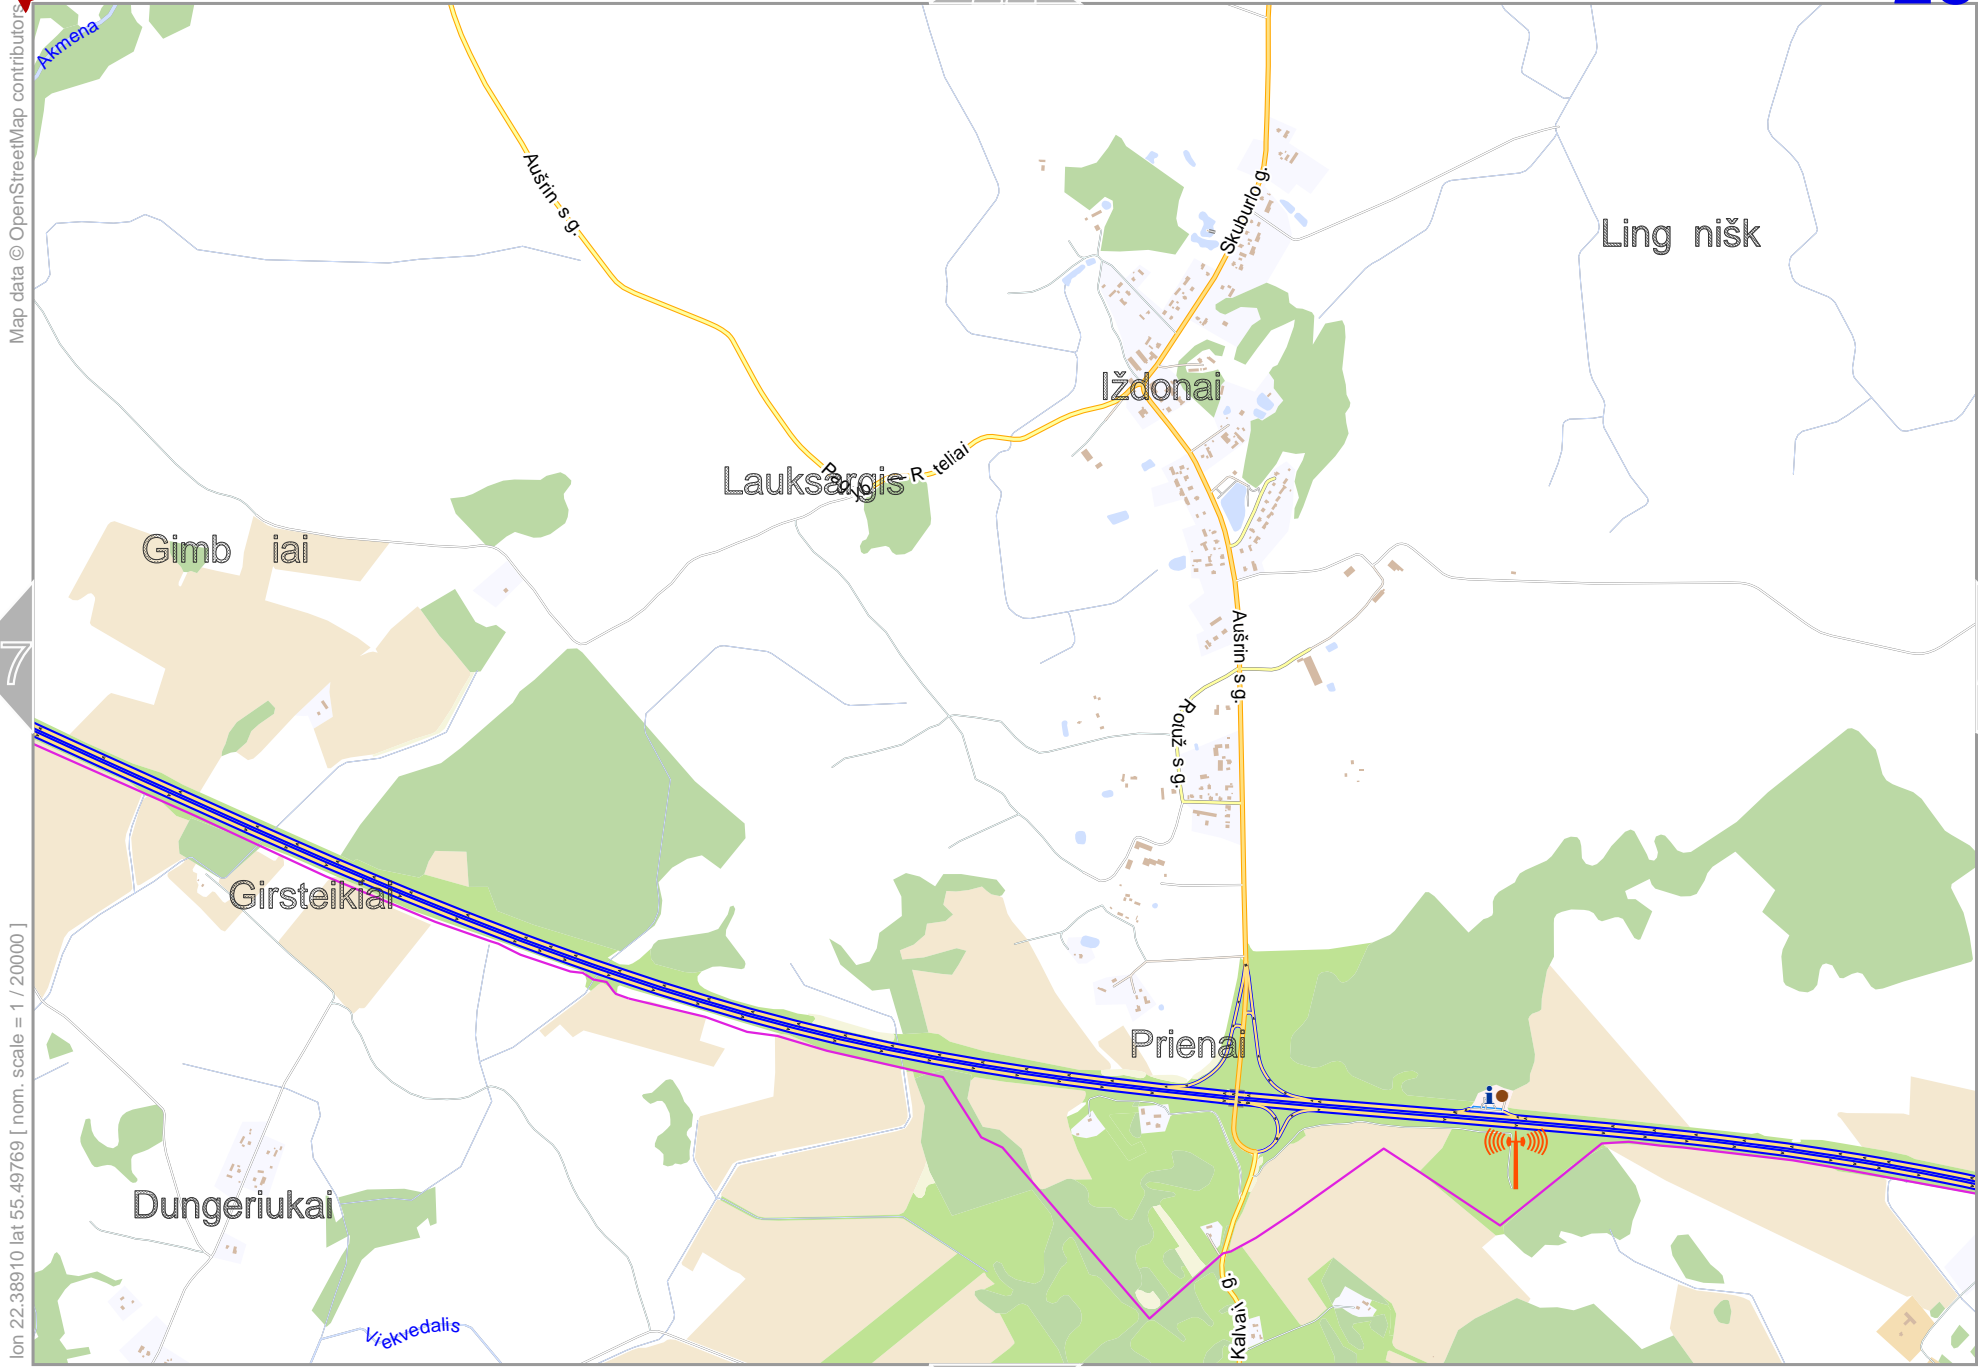 Map data © OpenStreetMap contributors
Akmena
Aušrin s g.
Skuburio g.
Ling nišk
Iždonai
Lauksargis
R teliai
Gimb iai
7
Aušrin s g.
Rotuž s g.
Girsteikiai
Prienai
i
Dungeriukai
Viekvedalis
Kalvai g.
lon 22.38910 lat 55.49769 [ nom. scale = 1 / 20000 ]